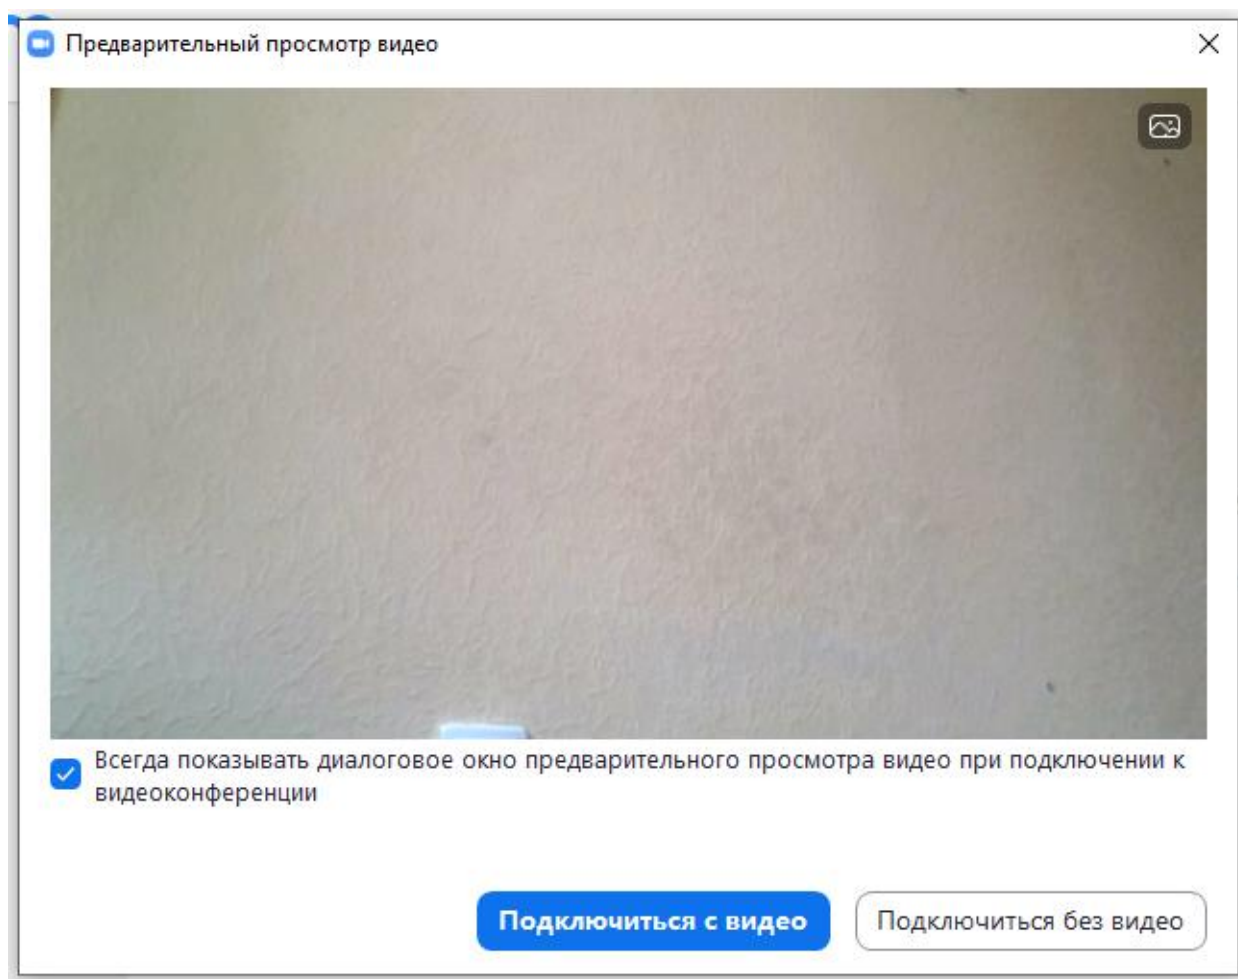 Предварительный просмотр видео
Всегда показывать диалоговое окно предварительного просмотра видео при подключении к
видеоконференции
Подключиться с видео
Подключиться без видео